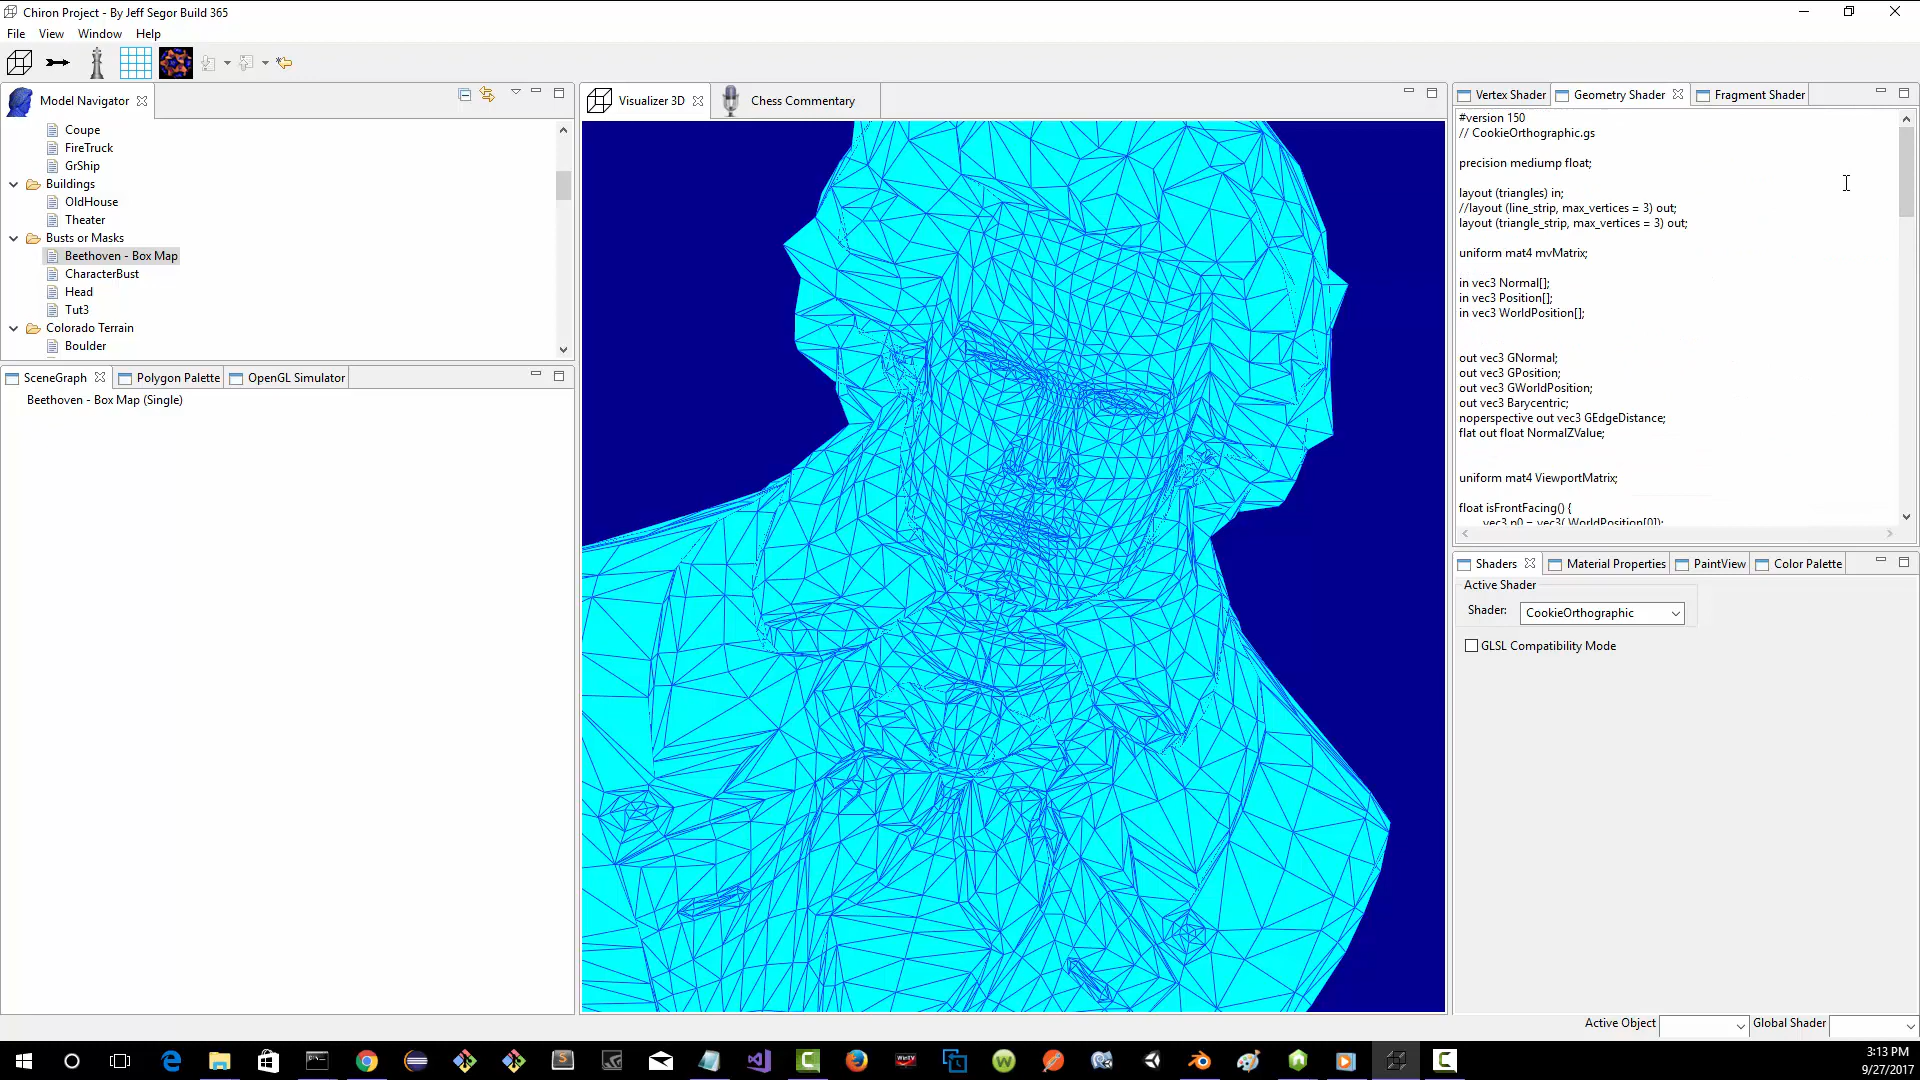 Chiron Project - By Jeff Segor Build 365
File View Window Help
Model Navigator
Coupe
FireTruck
GrShip
Buildings
OldHouse
Theater
Busts or Masks
Beethoven - Box Map
CharacterBust
Head
Tut3
Colorado Terrain
Boulder
SceneGraph Polygon Palette OpenGL Simulator
Beethoven - Box Map (Single)
Visualizer 3D Chess Commentary
Vertex Shader Geometry Shader Fragment Shader
#version 150
// CookieOrthographic.gs
precision mediump float;
layout (triangles) in;
//layout (line_strip, max_vertices = 3) out;
layout (triangle_strip, max_vertices = 3) out;
uniform mat4 mvMatrix;
in vec3 Normal[];
in vec3 Position[];
in vec3 WorldPosition[];
out vec3 GNormal;
out vec3 GPosition;
out vec3 GWorldPosition;
out vec3 Barycentric;
noperspective out vec3 GEdgeDistance;
flat out float NormalZValue;
uniform mat4 ViewportMatrix;
float isFrontFacing() {
vec3 p0 = vec3( WorldPosition[0]);
Shaders Material Properties PaintView Color Palette
Active Shader
Shader: CookieOrthographic
GLSL Compatibility Mode
Active Object Global Shader
3:13 PM
9/27/2017